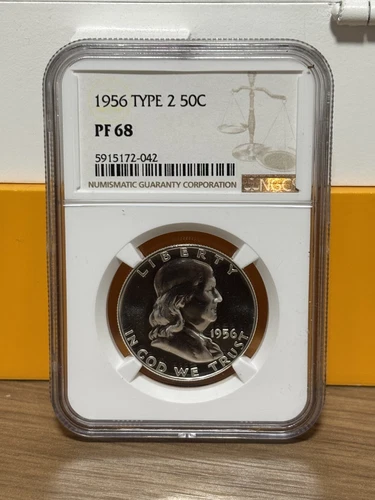 1956 TYPE 2 50C
PF 68
5915172-042
NUMISMATIC GUARANTY CORPORATION
NGC
LIBERTY
1956
IN GOD WE TRUST